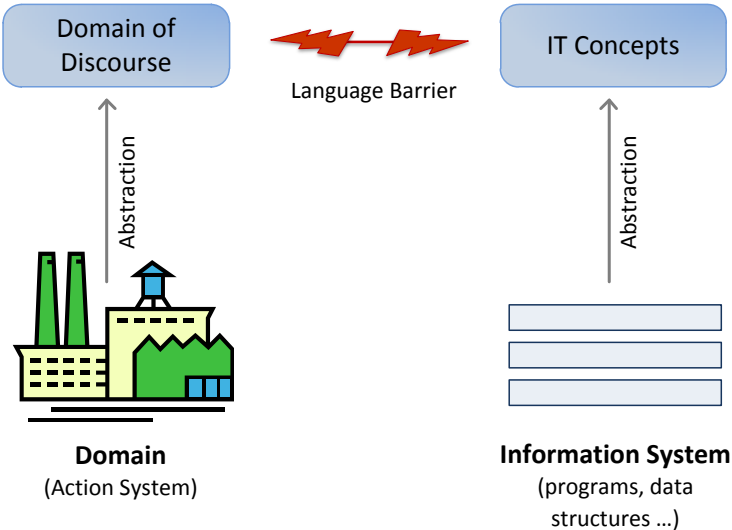 Domain of
Discourse
Language Barrier
IT Concepts
Abstraction
Abstraction
Domain
(Action System)
Information System
(programs, data
structures ...)